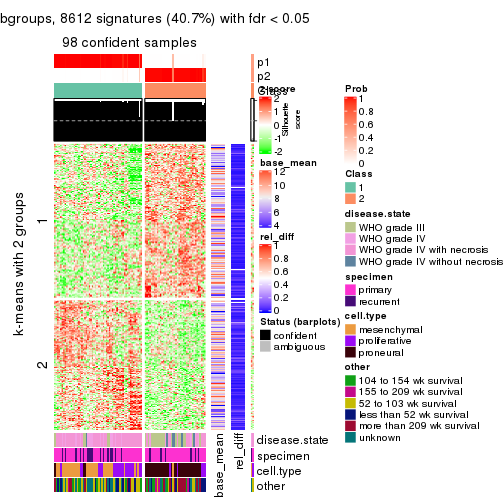 bgroups, 8612 signatures (40.7%) with fdr < 0.05
98 confident samples
p1
p2
Class
Silhouette
score
k-means with 2 groups
1
2
base_mean
rel_diff
disease.state
specimen
cell.type
other
Z-score
2
1
0
-1
-2
base_mean
12
10
8
6
4
rel_diff
1
0.8
0.6
0.4
0.2
0
Status (barplots)
confident
ambiguous
Prob
1
0.8
0.6
0.4
0.2
0
Class
1
2
disease.state
WHO grade III
WHO grade IV
WHO grade IV with necrosis
WHO grade IV without necrosis
specimen
primary
recurrent
cell.type
mesenchymal
proliferative
proneural
other
104 to 154 wk survival
155 to 209 wk survival
52 to 103 wk survival
less than 52 wk survival
more than 209 wk survival
unknown